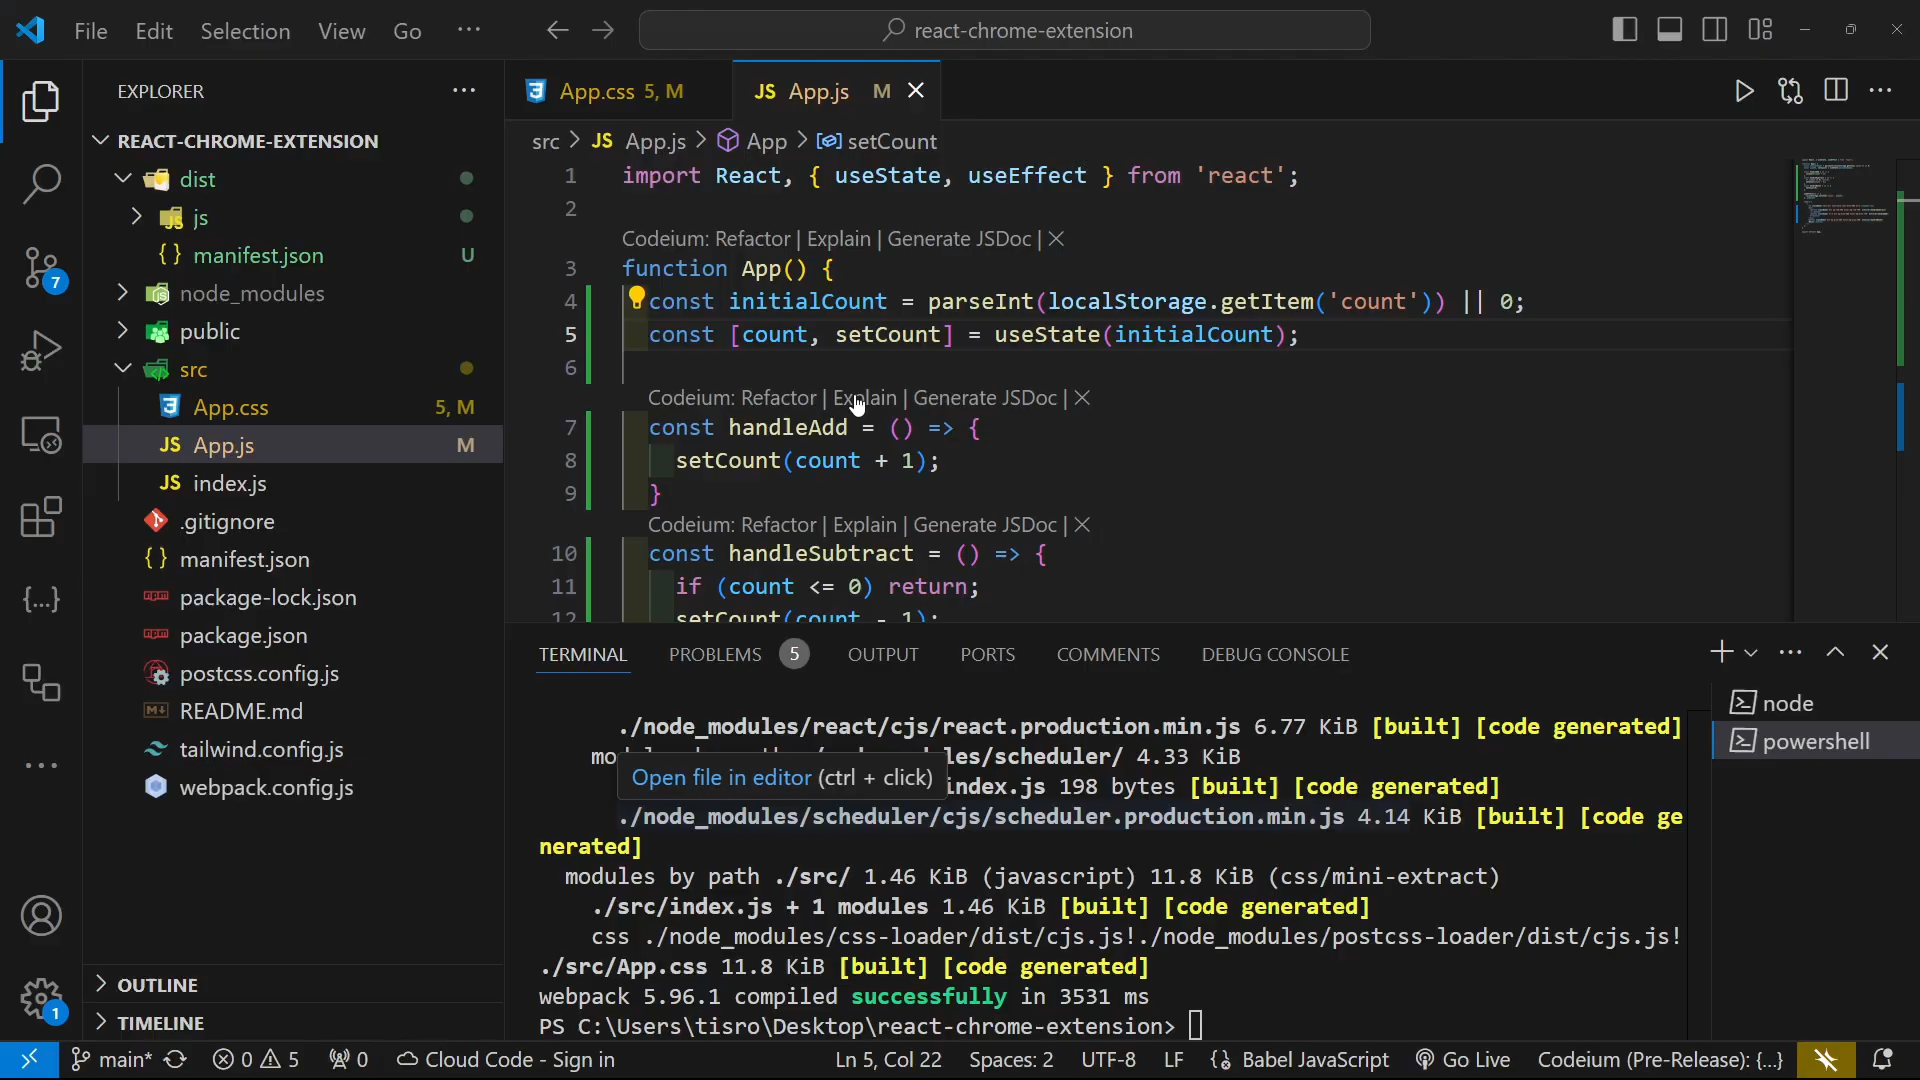 File Edit Selection View Go ···
react-chrome-extension
EXPLORER ···
REACT-CHROME-EXTENSION
dist
js
manifest.json U
node_modules
public
src
App.css 5, M
JS App.js M
JS index.js
.gitignore
manifest.json
package-lock.json
package.json
postcss.config.js
README.md
tailwind.config.js
webpack.config.js
OUTLINE
TIMELINE
7
1
App.css 5, M
JS App.js M
src > JS App.js > App > setCount
1 import React, { useState, useEffect } from 'react';
2
Codeium: Refactor | Explain | Generate JSDoc | ×
3 function App() {
4 const initialCount = parseInt(localStorage.getItem('count')) || 0;
5 const [count, setCount] = useState(initialCount);
6
Codeium: Refactor | Explain | Generate JSDoc | ×
7 const handleAdd = () => {
8 setCount(count + 1);
9 }
Codeium: Refactor | Explain | Generate JSDoc | ×
10 const handleSubtract = () => {
11 if (count <= 0) return;
12 setCount(count - 1);
TERMINAL PROBLEMS 5 OUTPUT PORTS COMMENTS DEBUG CONSOLE
node
powershell
./node_modules/react/cjs/react.production.min.js 6.77 KiB [built] [code generated]
les/scheduler/ 4.33 KiB
Open file in editor (ctrl + click)
index.js 198 bytes [built] [code generated]
./node_modules/scheduler/cjs/scheduler.production.min.js 4.14 KiB [built] [code ge
nerated]
modules by path ./src/ 1.46 KiB (javascript) 11.8 KiB (css/mini-extract)
./src/index.js + 1 modules 1.46 KiB [built] [code generated]
css ./node_modules/css-loader/dist/cjs.js!./node_modules/postcss-loader/dist/cjs.js!
./src/App.css 11.8 KiB [built] [code generated]
webpack 5.96.1 compiled successfully in 3531 ms
PS C:\Users\tisro\Desktop\react-chrome-extension>
main* 0 5 0 Cloud Code - Sign in Ln 5, Col 22 Spaces: 2 UTF-8 LF {} Babel JavaScript Go Live Codeium (Pre-Release): {...}